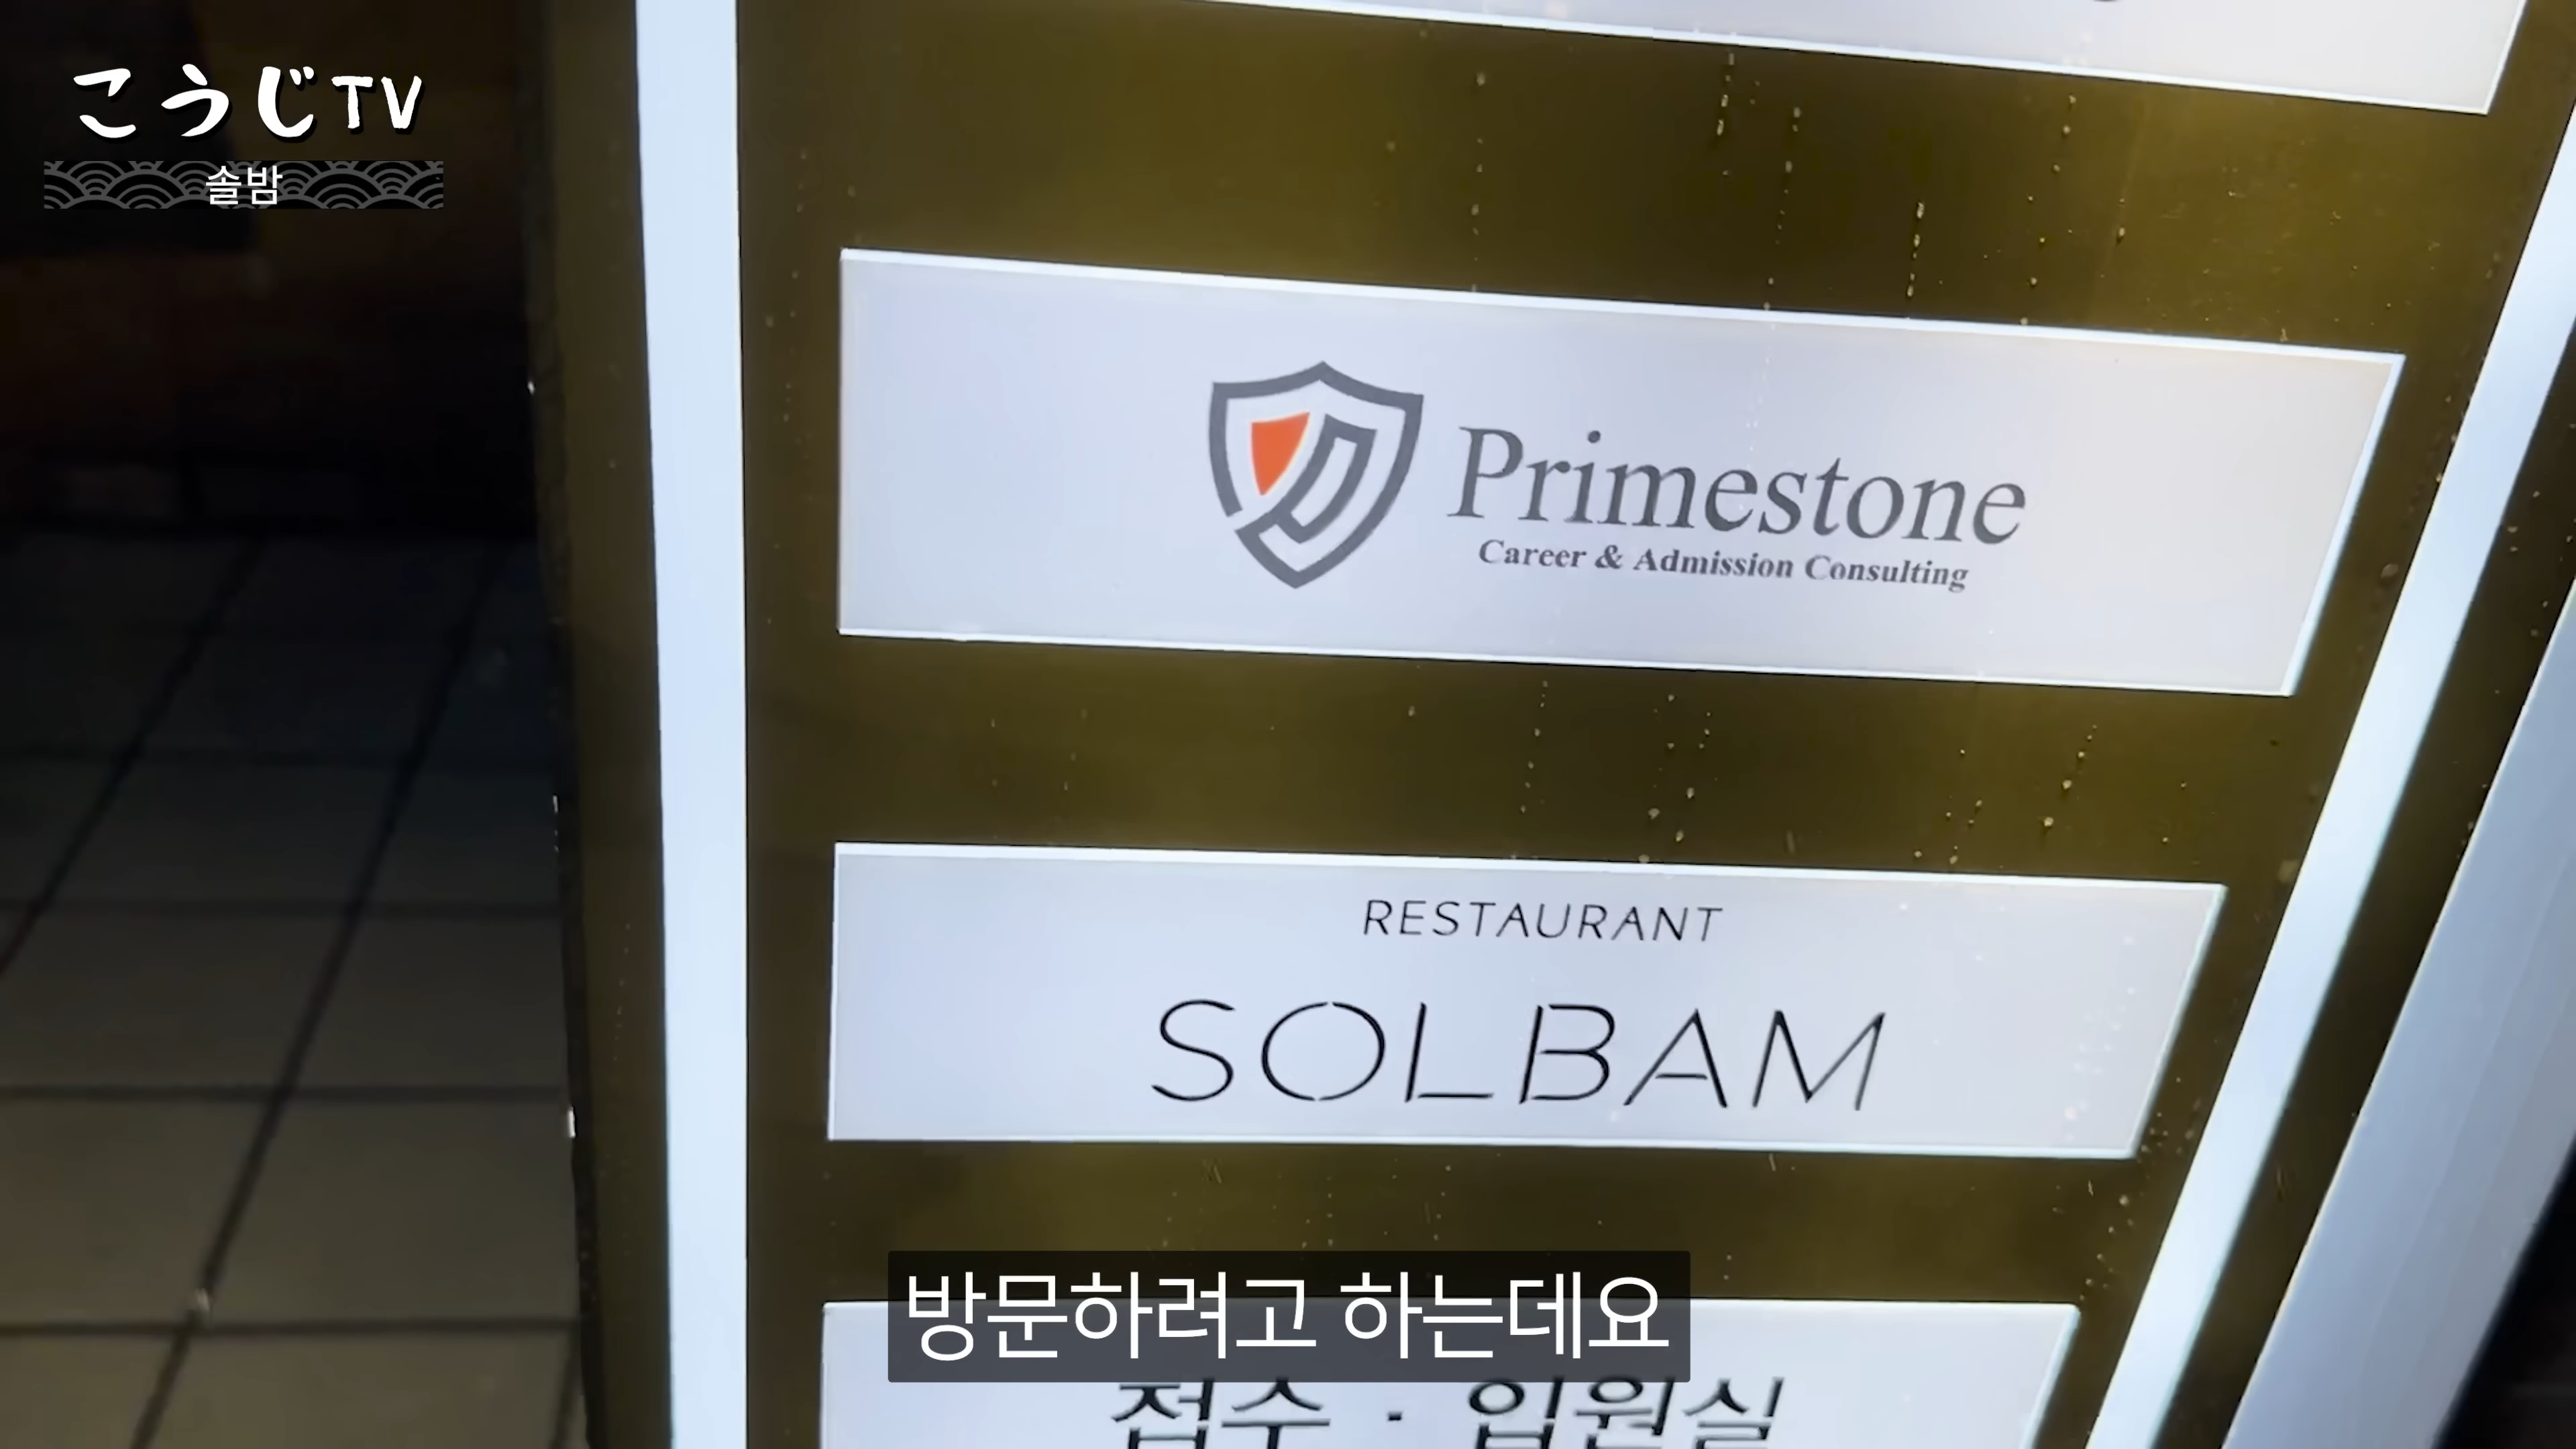 こうじTV
솔밤
Primestone
Career & Admission Consulting
RESTAURANT
SOLBAM
방문하려고 하는데요
접수 · 입원실